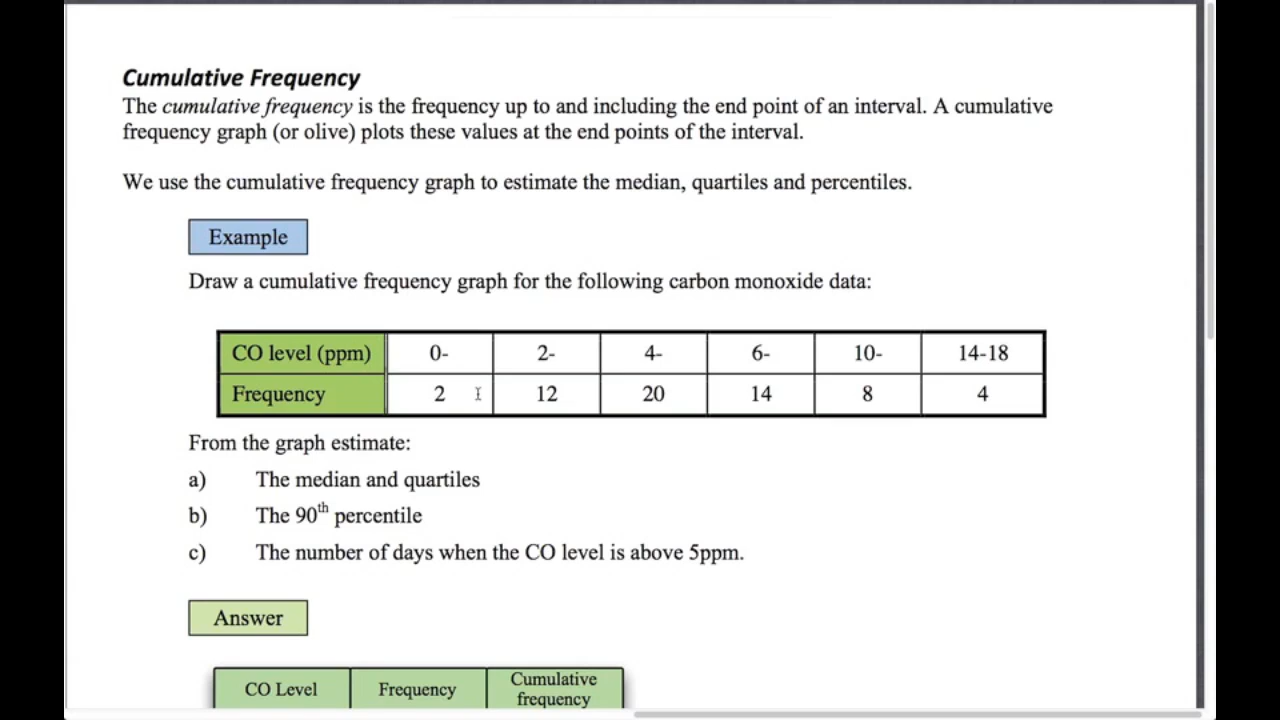 Cumulative Frequency
The cumulative frequency is the frequency up to and including the end point of an interval. A cumulative
frequency graph (or olive) plots these values at the end points of the interval.
We use the cumulative frequency graph to estimate the median, quartiles and percentiles.
Example
Draw a cumulative frequency graph for the following carbon monoxide data:
CO level (ppm) 0- 2- 4- 6- 10- 14-18
Frequency 2 12 20 14 8 4
From the graph estimate:
a) The median and quartiles
b) The 90th percentile
c) The number of days when the CO level is above 5ppm.
Answer
CO Level Frequency Cumulative
frequency